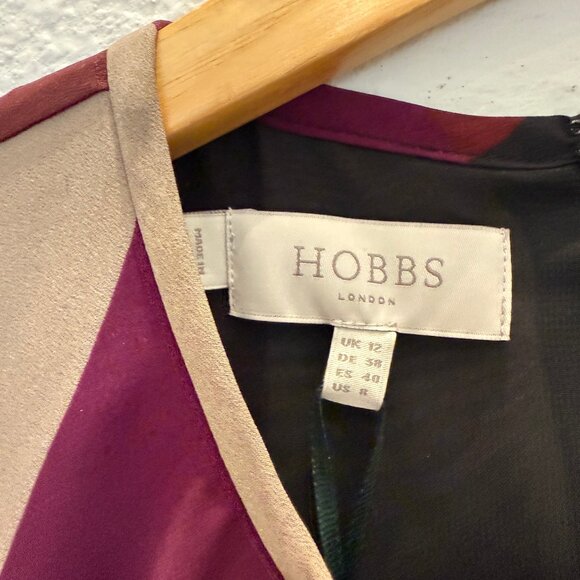 MADE IN
HOBBS
LONDON
UK 12
DE 38
ES 40
US 8